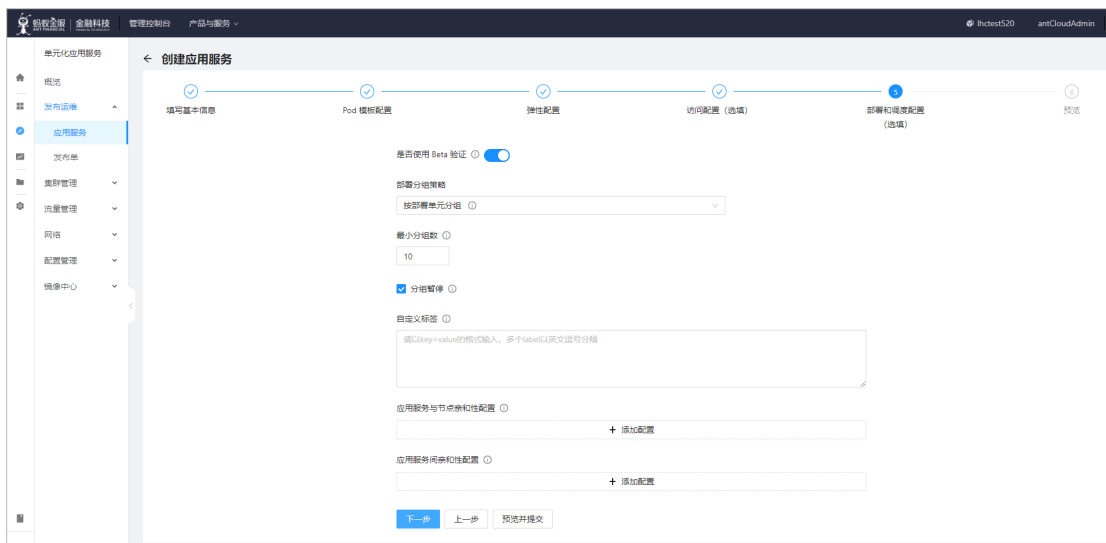 蚂蚁金服 金融科技 管理控制台 产品与服务 lhctest520 antCloudAdmin
ANT FINANCIAL
单元化应用服务
概览
发布运维
应用服务
发布单
集群管理
流量管理
网络
配置管理
镜像中心
创建应用服务
填写基本信息
Pod 模板配置
弹性配置
访问配置(选填)
5
部署和调度配置
(选填)
6
预览
是否使用 Beta 验证
部署分组策略
按部署单元分组
最小分组数
10
分组暂停
自定义标签
请以key=value的格式输入,多个label以英文逗号分隔
应用服务与节点亲和性配置
+ 添加配置
应用服务间亲和性配置
+ 添加配置
下一步 上一步 预览并提交